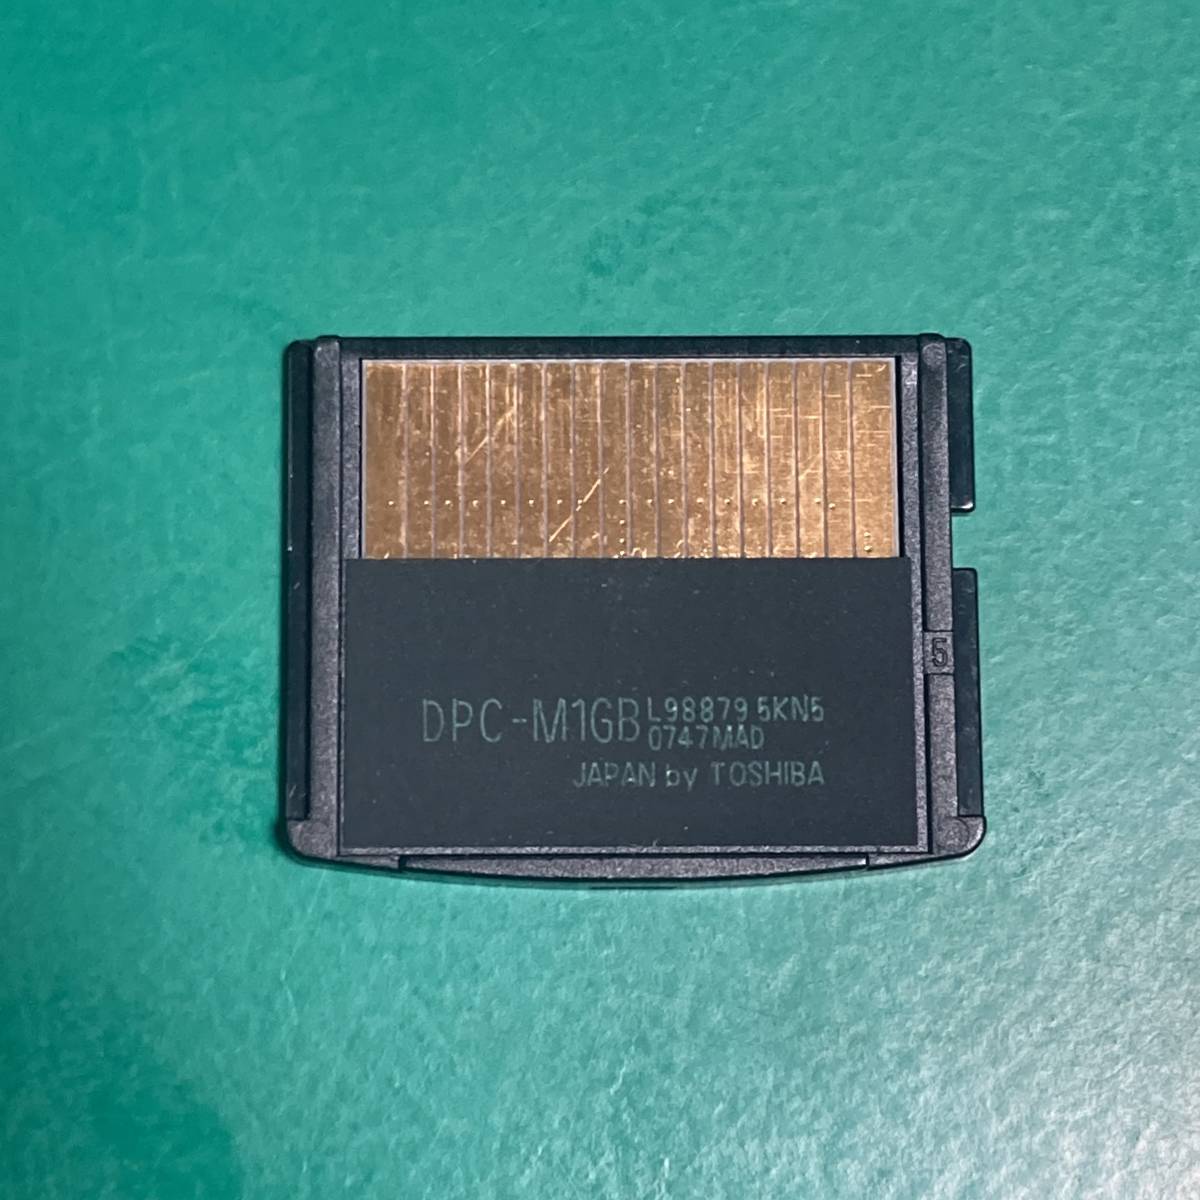 DPC-M1GB L98879 5KN5
0747MAD
JAPAN by TOSHIBA
5